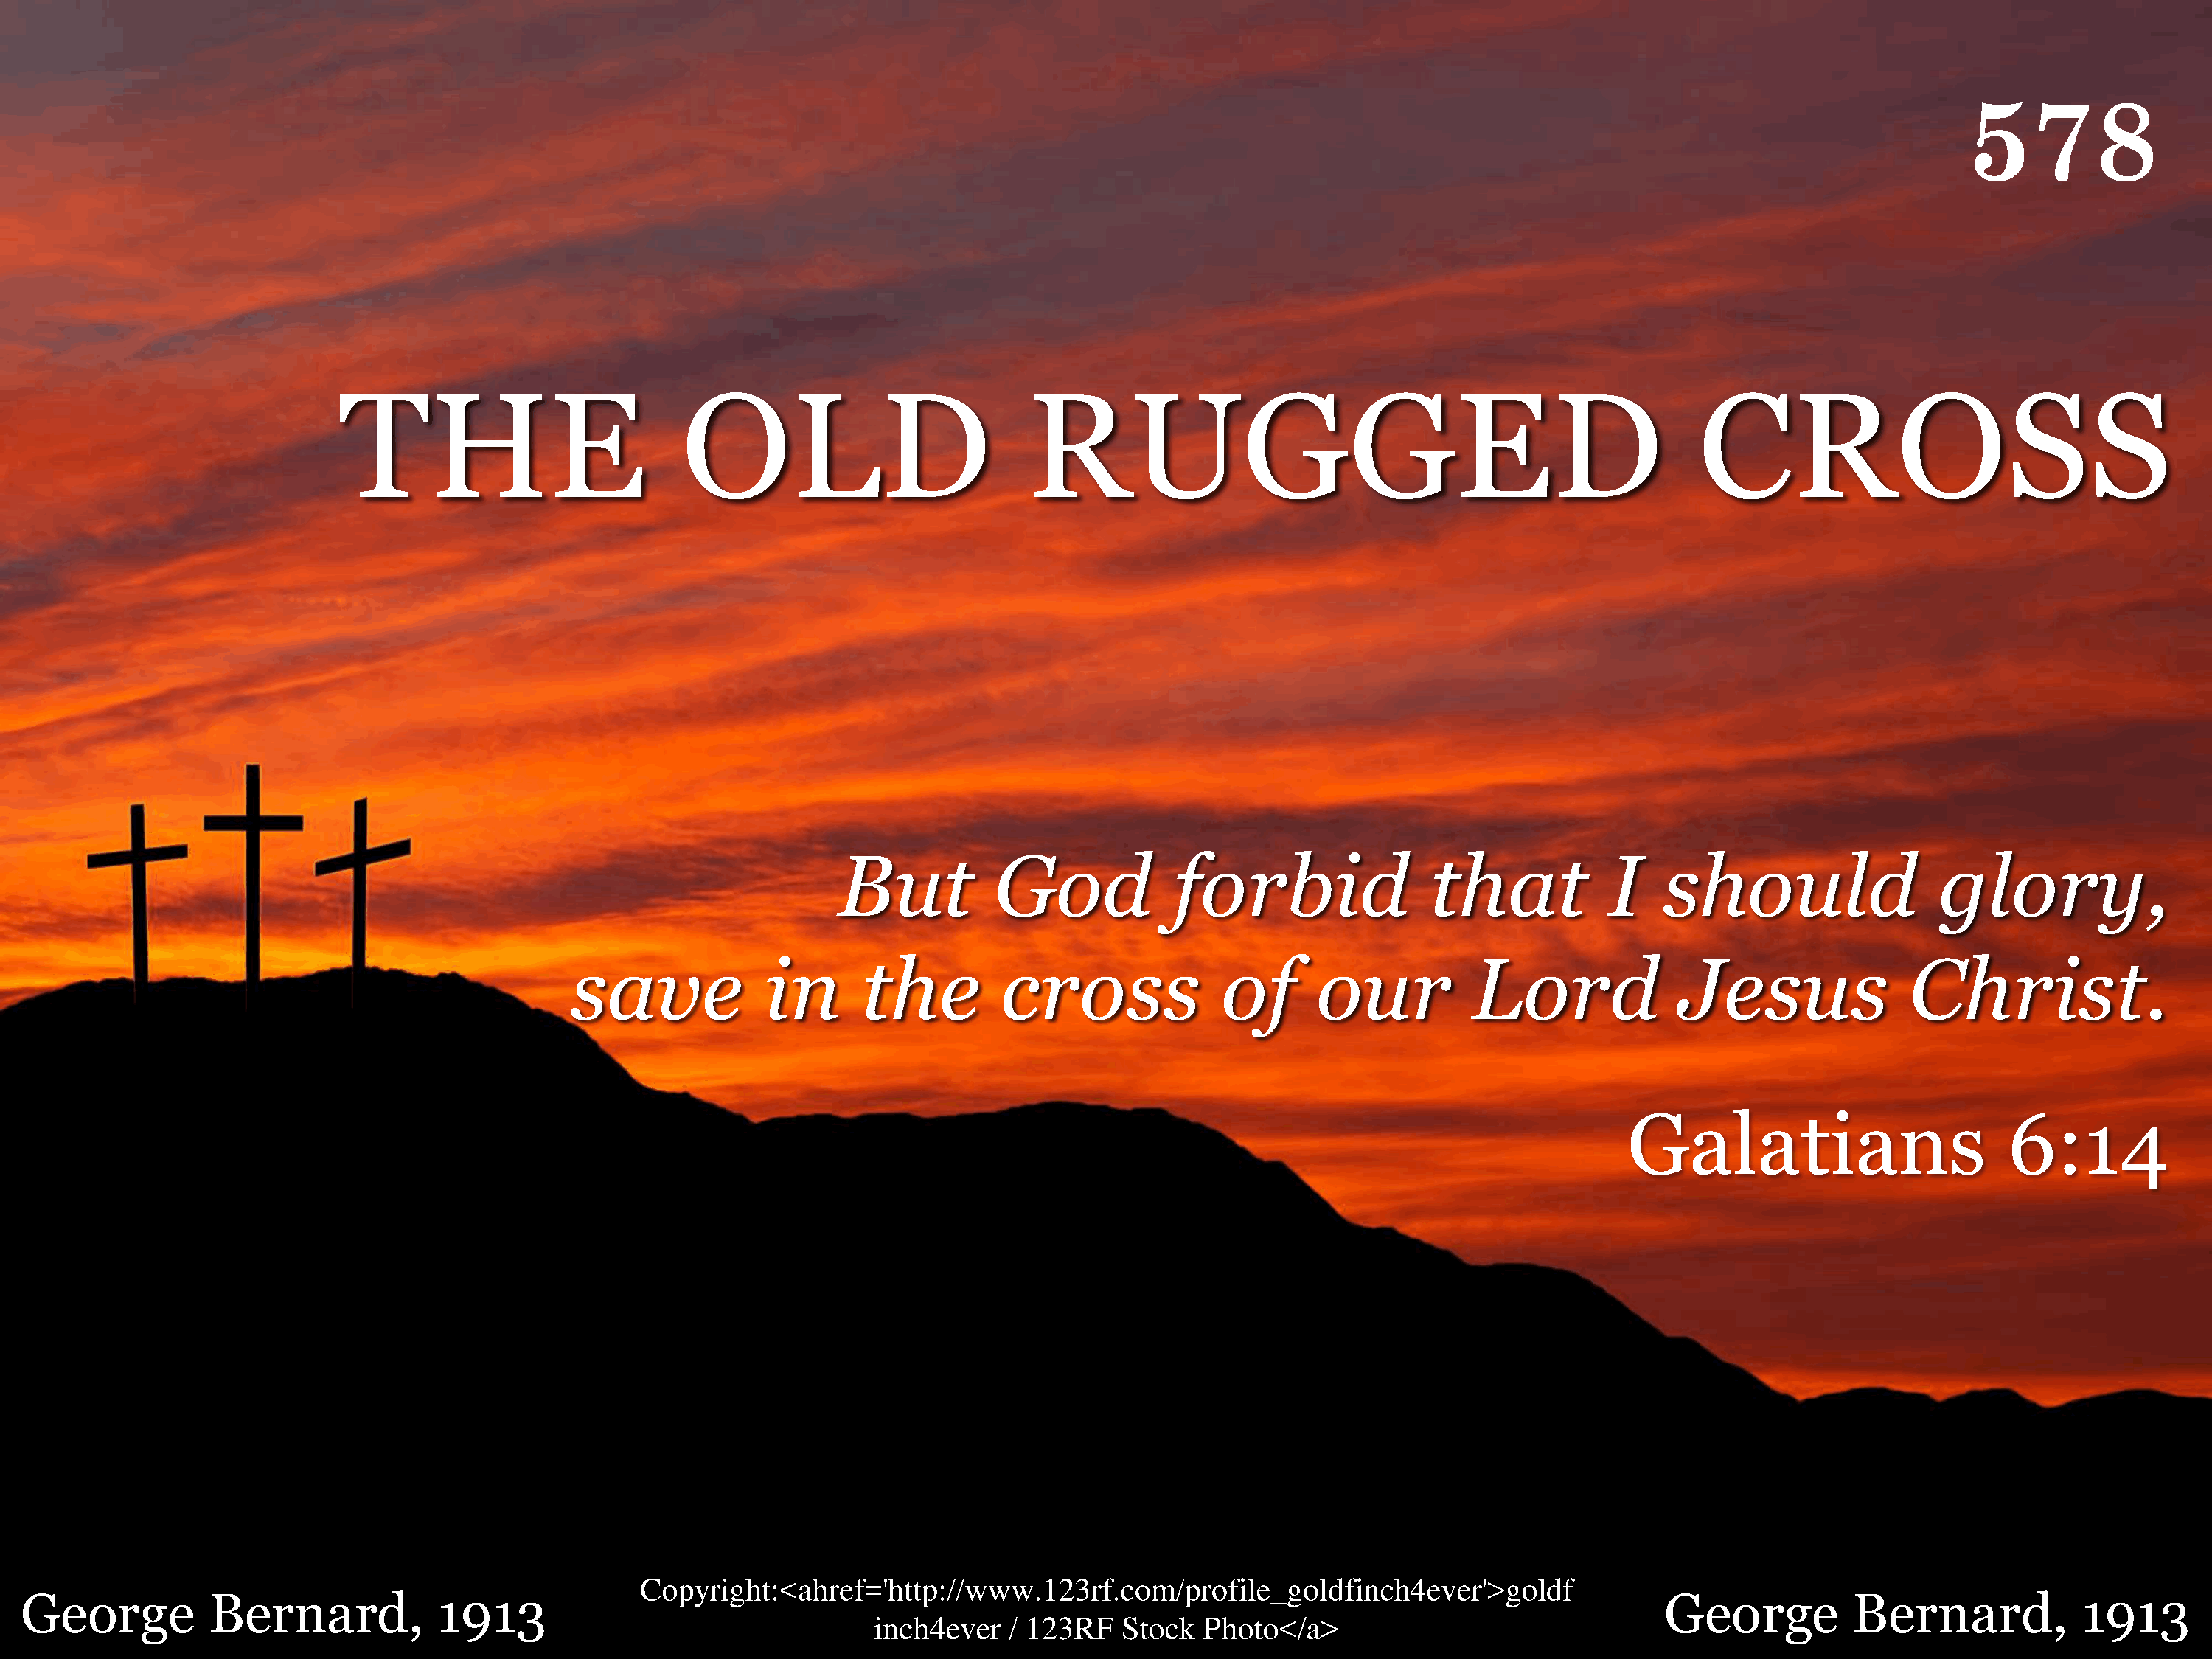 578
THE OLD RUGGED CROSS
But God forbid that I should glory,
save in the cross of our Lord Jesus Christ.
Galatians 6:14
George Bernard, 1913
Copyright:<ahref='http://www.123rf.com/profile_goldfinch4ever'>goldf
inch4ever / 123RF Stock Photo</a>
George Bernard, 1913